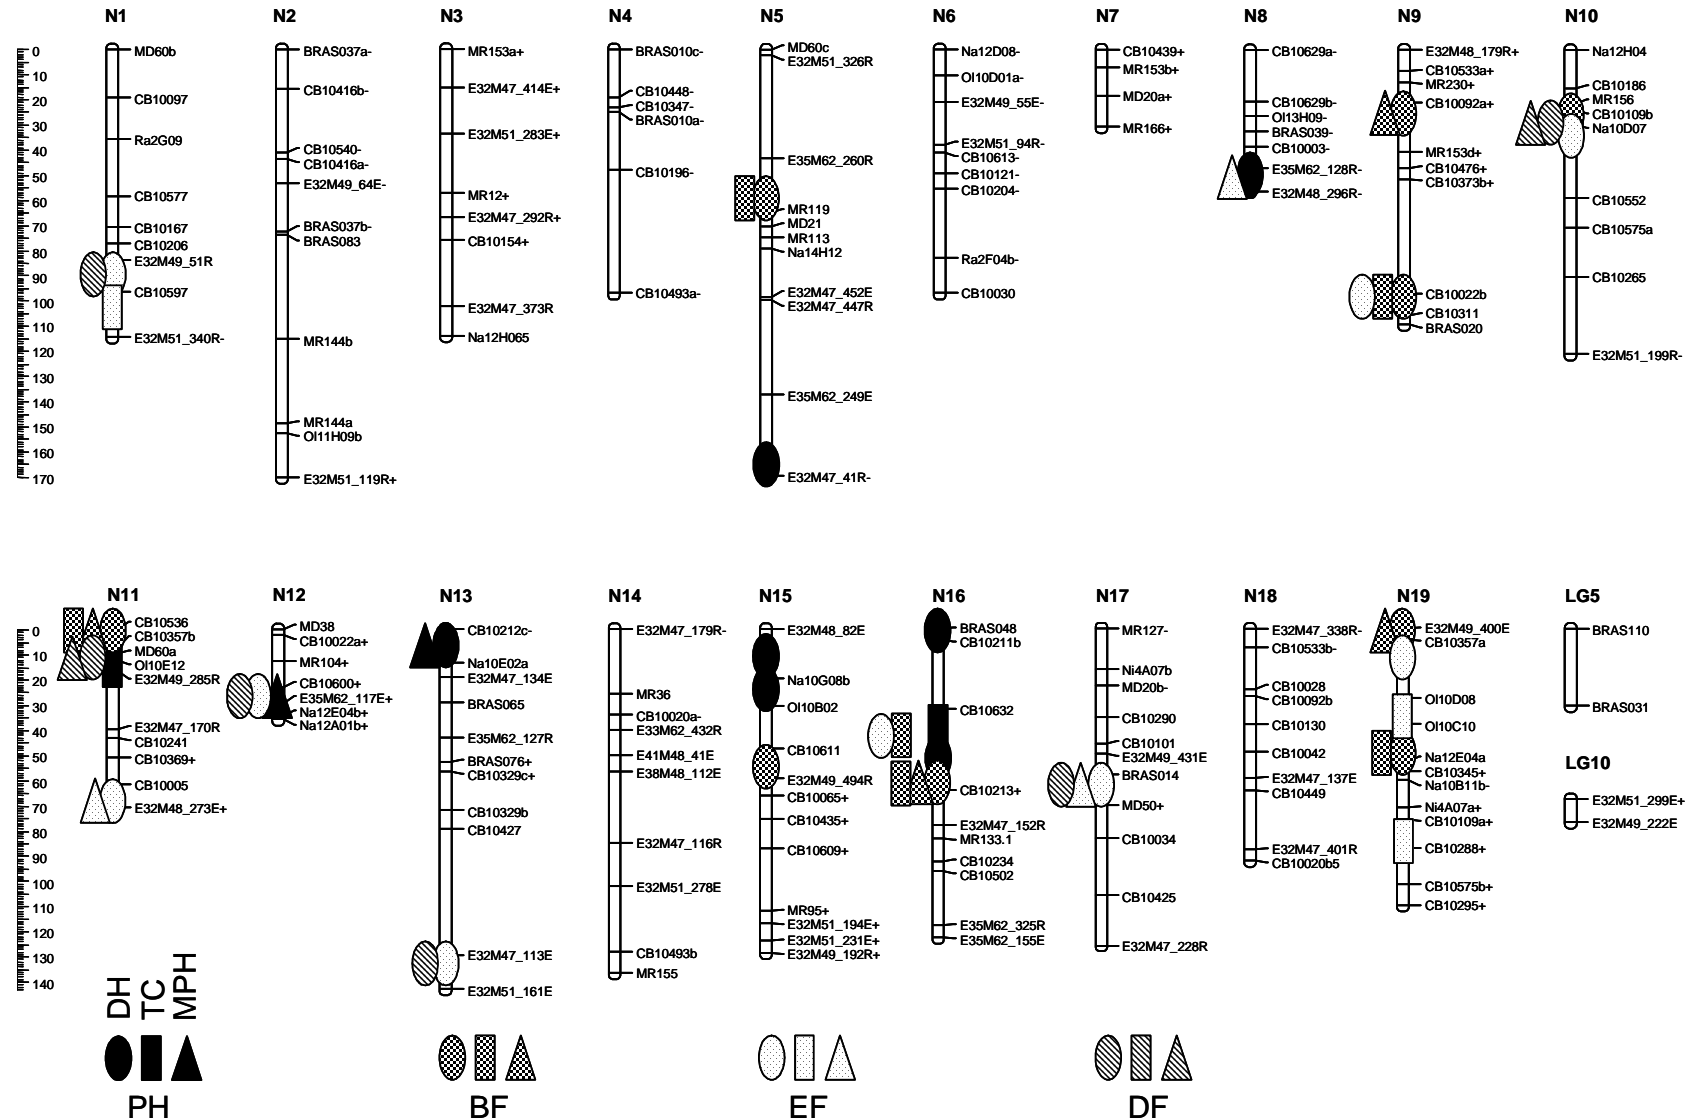 N1 N2 N3 N4 N5 N6 N7 N8 N9 N10
0
10
20
30
40
50
60
70
80
90
100
110
120
130
140
150
160
170
MD60b
CB10097
Ra2G09
CB10577
CB10167
CB10206
E32M49_51R
CB10597
E32M51_340R-
BRAS037a-
CB10416b-
CB10540-
CB10416a-
E32M49_64E-
BRAS037b-
BRAS083
MR144b
MR144a
Ol11H09b
E32M51_119R+
MR153a+
E32M47_414E+
E32M51_283E+
MR12+
E32M47_292R+
CB10154+
E32M47_373R
Na12H065
BRAS010c-
CB10448-
CB10347-
BRAS010a-
CB10196-
CB10493a-
MD60c
E32M51_326R
E35M62_260R
MR119
MD21
MR113
Na14H12
E32M47_452E
E32M47_447R
E35M62_249E
E32M47_41R-
Na12D08-
Ol10D01a-
E32M49_55E-
E32M51_94R-
CB10613-
CB10121-
CB10204-
Ra2F04b-
CB10030
CB10439+
MR153b+
MD20a+
MR166+
CB10629a-
CB10629b-
Ol13H09-
BRAS039-
CB10003-
E35M62_128R-
E32M48_296R-
E32M48_179R+
CB10533a+
MR230+
CB10092a+
MR153d+
CB10476+
CB10373b+
CB10022b
CB10311
BRAS020
Na12H04
CB10186
MR156
CB10109b
Na10D07
CB10552
CB10575a
CB10265
E32M51_199R-
N11 N12 N13 N14 N15 N16 N17 N18 N19 LG5
0
10
20
30
40
50
60
70
80
90
100
110
120
130
140
CB10536
CB10357b
MD60a
Ol10E12
E32M49_285R
E32M47_170R
CB10241
CB10369+
CB10005
E32M48_273E+
MD38
CB10022a+
MR104+
CB10600+
E35M62_117E+
Na12E04b+
Na12A01b+
CB10212c-
Na10E02a
E32M47_134E
BRAS065
E35M62_127R
BRAS076+
CB10329c+
CB10329b
CB10427
E32M47_113E
E32M51_161E
E32M47_179R-
MR36
CB10020a-
E33M62_432R
E41M48_41E
E38M48_112E
E32M47_116R
E32M51_278E
CB10493b
MR155
E32M48_82E
Na10G08b
Ol10B02
CB10611
E32M49_494R
CB10065+
CB10435+
CB10609+
MR95+
E32M51_194E+
E32M51_231E+
E32M49_192R+
BRAS048
CB10211b
CB10632
CB10213+
E32M47_152R
MR133.1
CB10234
CB10502
E35M62_325R
E35M62_155E
MR127-
Ni4A07b
MD20b-
CB10290
CB10101
E32M49_431E
BRAS014
MD50+
CB10034
CB10425
E32M47_228R
E32M47_338R-
CB10533b-
CB10028
CB10092b
CB10130
CB10042
E32M47_137E
CB10449
E32M47_401R
CB10020b5
E32M49_400E
CB10357a
Ol10D08
Ol10C10
Na12E04a
CB10345+
Na10B11b-
Ni4A07a+
CB10109a+
CB10288+
CB10575b+
CB10295+
BRAS110
BRAS031
LG10
E32M51_299E+
E32M49_222E
DH
TC
MPH
PH BF EF DF